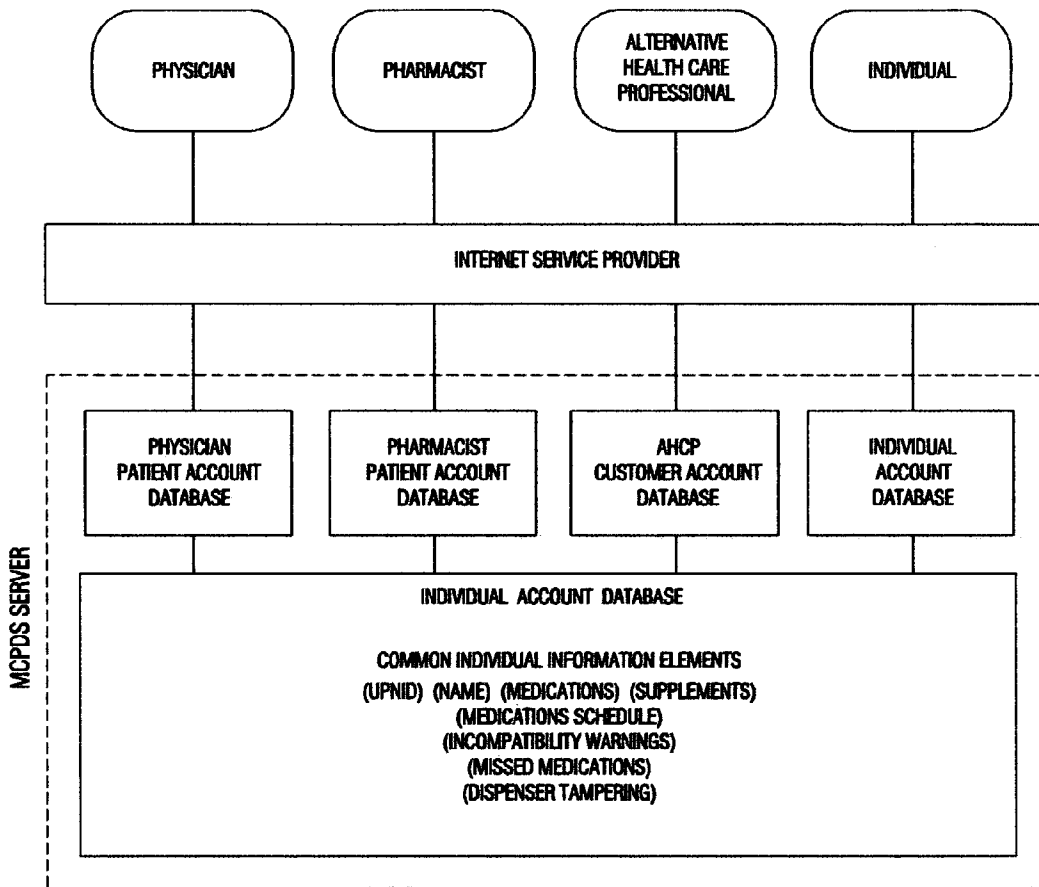 PHYSICIAN
PHARMACIST
ALTERNATIVE
HEALTH CARE
PROFESSIONAL
INDIVIDUAL
INTERNET SERVICE PROVIDER
MCPDS SERVER
PHYSICIAN
PATIENT ACCOUNT
DATABASE
PHARMACIST
PATIENT ACCOUNT
DATABASE
AHCP
CUSTOMER ACCOUNT
DATABASE
INDIVIDUAL
ACCOUNT
DATABASE
INDIVIDUAL ACCOUNT DATABASE
COMMON INDIVIDUAL INFORMATION ELEMENTS
(UPNID) (NAME) (MEDICATIONS) (SUPPLEMENTS)
(MEDICATIONS SCHEDULE)
(INCOMPATIBILITY WARNINGS)
(MISSED MEDICATIONS)
(DISPENSER TAMPERING)